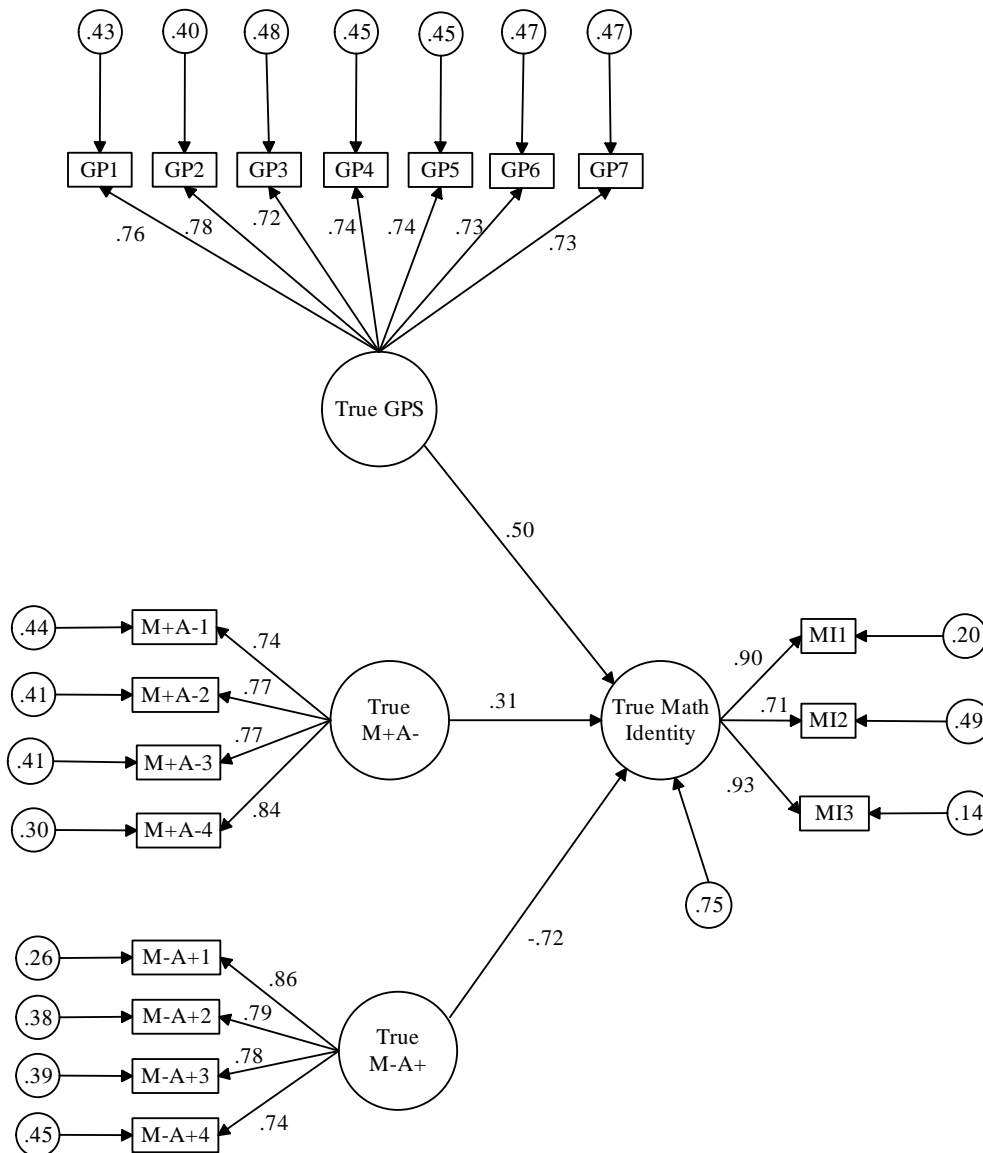 .43 .40 .48 .45 .45 .47 .47
GP1 GP2 GP3 GP4 GP5 GP6 GP7
.76 .78 .72 .74 .74 .73 .73
True GPS
.50
.44 M+A-1 .74
.41 M+A-2 .77
.41 M+A-3 .77
.30 M+A-4 .84
True
M+A-
.31
True Math
Identity
.90 MI1 .20
.71 MI2 .49
.93 MI3 .14
.75
-.72
.26 M-A+1 .86
.38 M-A+2 .79
.39 M-A+3 .78
.45 M-A+4 .74
True
M-A+